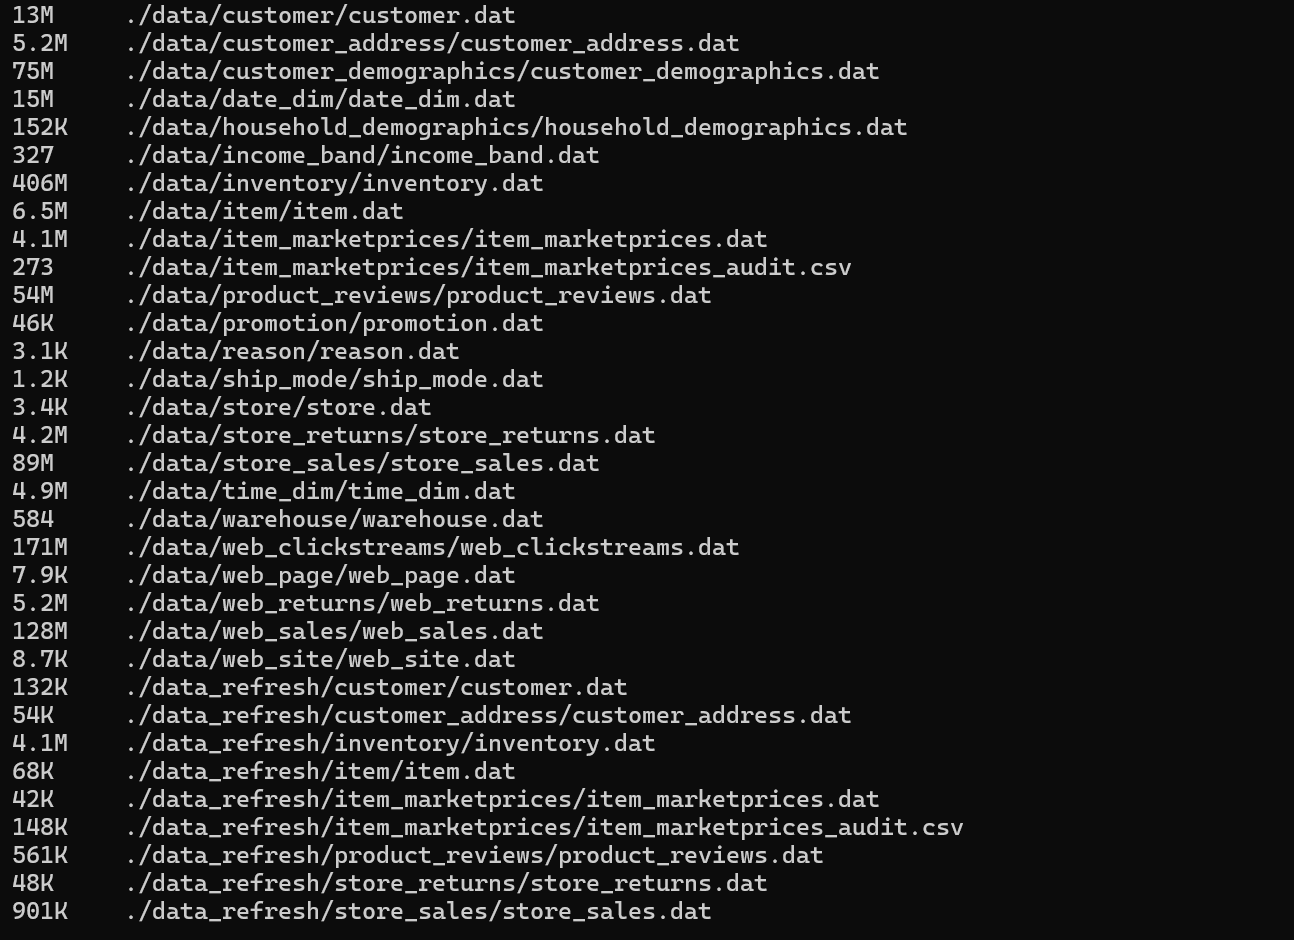 13M     ./data/customer/customer.dat
5.2M    ./data/customer_address/customer_address.dat
75M     ./data/customer_demographics/customer_demographics.dat
15M     ./data/date_dim/date_dim.dat
152K    ./data/household_demographics/household_demographics.dat
327     ./data/income_band/income_band.dat
406M    ./data/inventory/inventory.dat
6.5M    ./data/item/item.dat
4.1M    ./data/item_marketprices/item_marketprices.dat
273     ./data/item_marketprices/item_marketprices_audit.csv
54M     ./data/product_reviews/product_reviews.dat
46K     ./data/promotion/promotion.dat
3.1K    ./data/reason/reason.dat
1.2K    ./data/ship_mode/ship_mode.dat
3.4K    ./data/store/store.dat
4.2M    ./data/store_returns/store_returns.dat
89M     ./data/store_sales/store_sales.dat
4.9M    ./data/time_dim/time_dim.dat
584     ./data/warehouse/warehouse.dat
171M    ./data/web_clickstreams/web_clickstreams.dat
7.9K    ./data/web_page/web_page.dat
5.2M    ./data/web_returns/web_returns.dat
128M    ./data/web_sales/web_sales.dat
8.7K    ./data/web_site/web_site.dat
132K    ./data_refresh/customer/customer.dat
54K     ./data_refresh/customer_address/customer_address.dat
4.1M    ./data_refresh/inventory/inventory.dat
68K     ./data_refresh/item/item.dat
42K     ./data_refresh/item_marketprices/item_marketprices.dat
148K    ./data_refresh/item_marketprices/item_marketprices_audit.csv
561K    ./data_refresh/product_reviews/product_reviews.dat
48K     ./data_refresh/store_returns/store_returns.dat
901K    ./data_refresh/store_sales/store_sales.dat